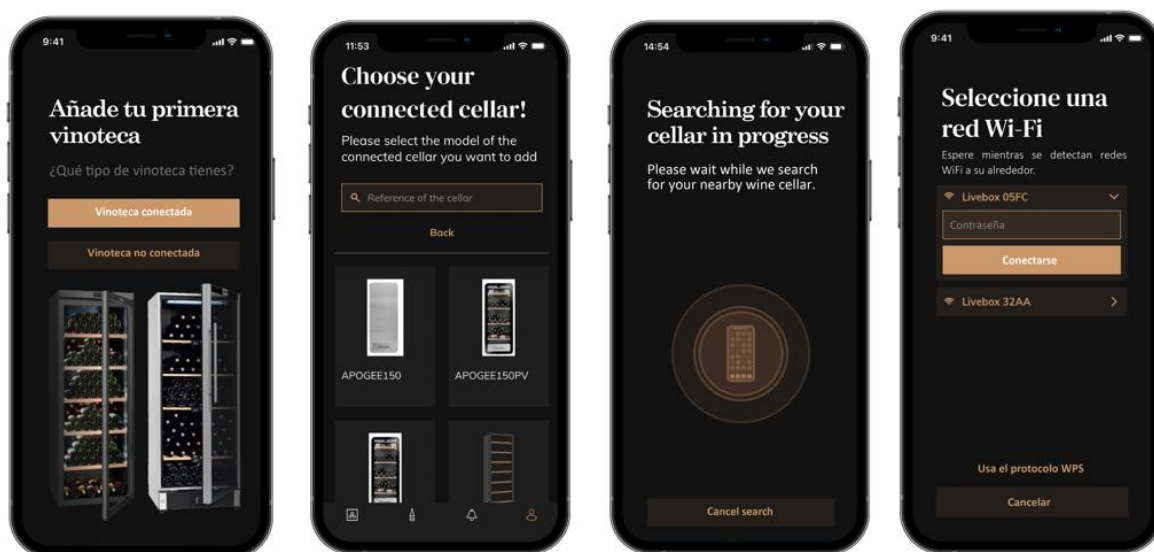 9:41
Añade tu primera
vinoteca
¿Qué tipo de vinoteca tienes?
Vinoteca conectada
Vinoteca no conectada
11:53
Choose your
connected cellar!
Please select the model of the
connected cellar you want to add
Reference of the cellar
Back
APOGEE150
APOGEE150PV
14:54
Searching for your
cellar in progress
Please wait while we search
for your nearby wine cellar.
Cancel search
9:41
Seleccione una
red Wi-Fi
Espere mientras se detectan redes
WiFi a su alrededor.
Livebox 05FC
Contraseña
Conectarse
Livebox 32AA
Usa el protocolo WPS
Cancelar